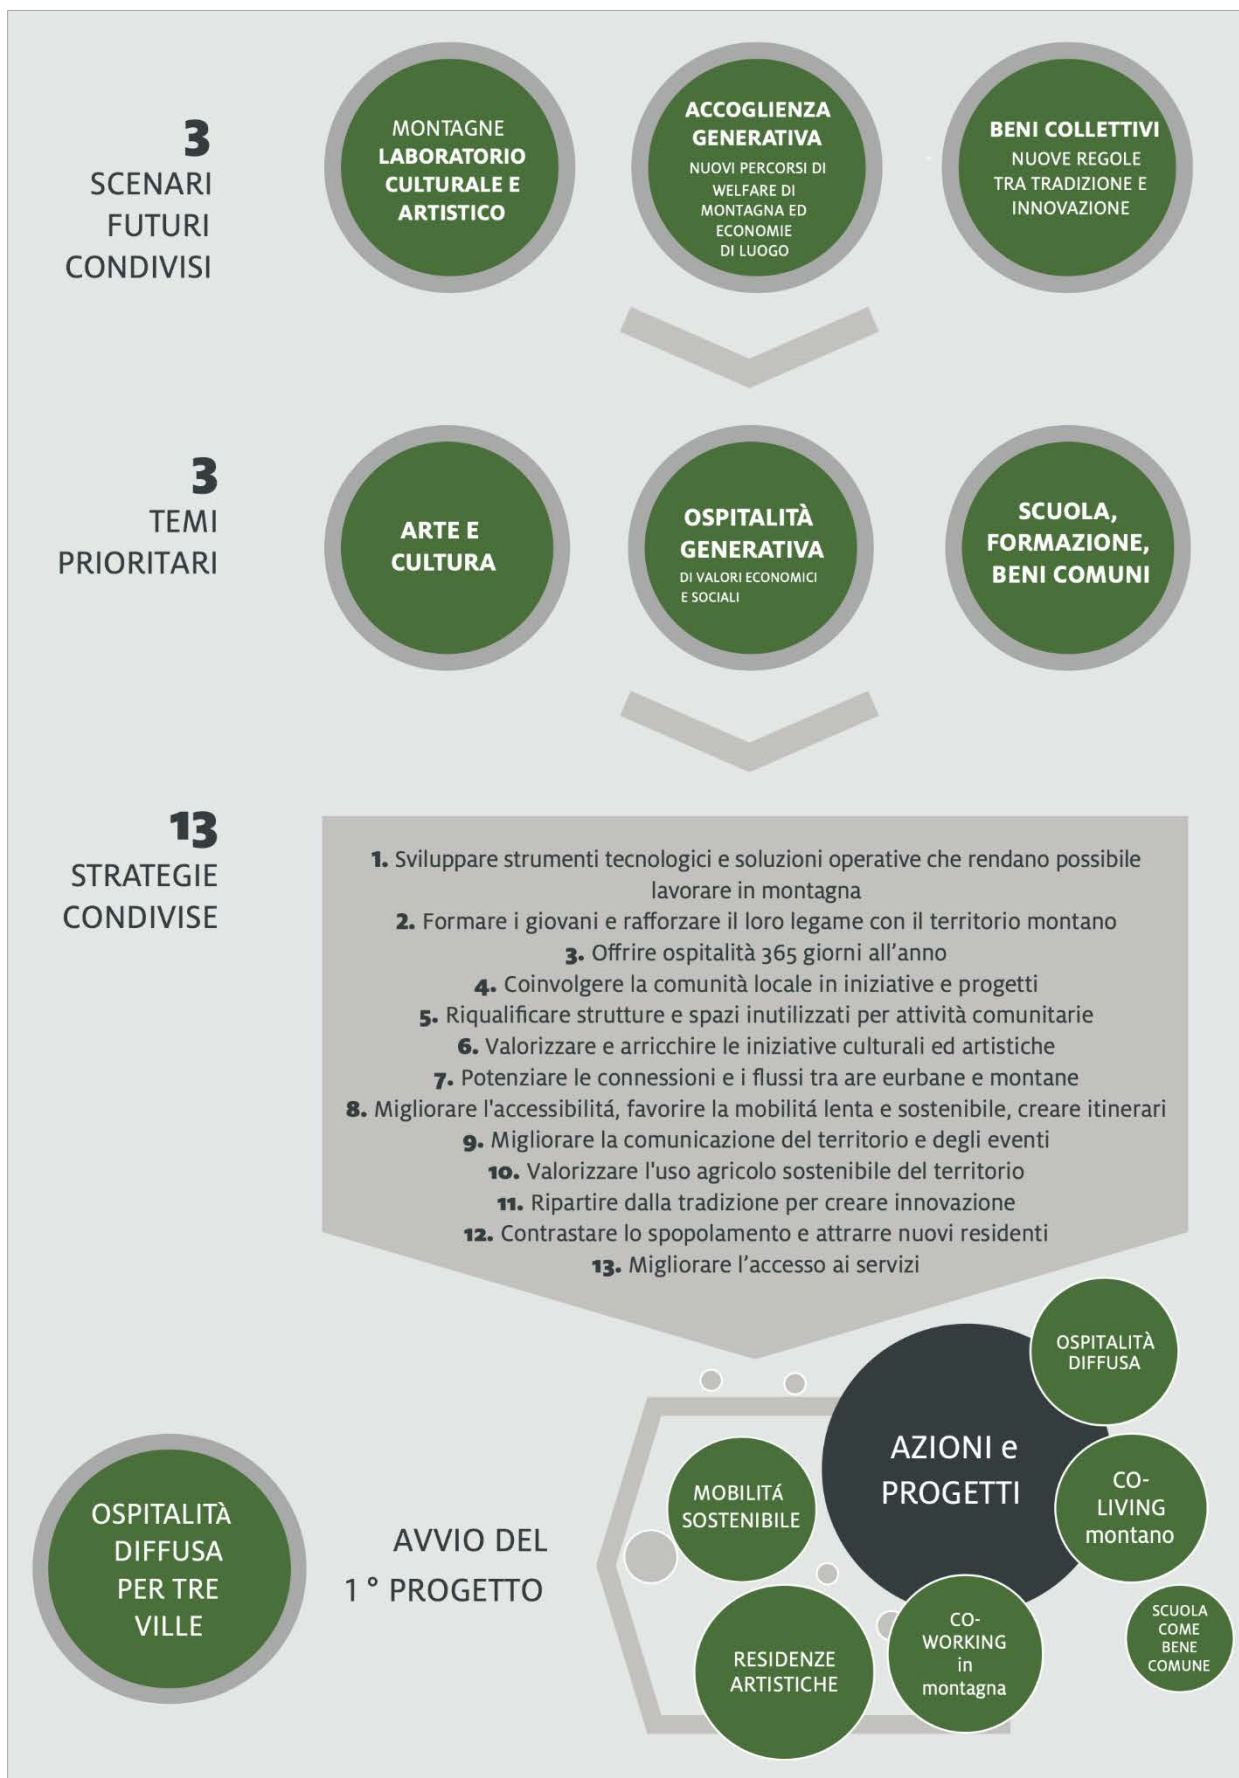 3
SCENARI
FUTURI
CONDIVISI
MONTAGNE
LABORATORIO
CULTURALE E
ARTISTICO
ACCOGLIENZA
GENERATIVA
NUOVI PERCORSI DI
WELFARE DI
MONTAGNA ED
ECONOMIE
DI LUOGO
BENI COLLETTIVI
NUOVE REGOLE
TRA TRADIZIONE E
INNOVAZIONE
3
TEMI
PRIORITARI
ARTE E
CULTURA
OSPITALITÀ
GENERATIVA
DI VALORI ECONOMICI
E SOCIALI
SCUOLA,
FORMAZIONE,
BENI COMUNI
13
STRATEGIE
CONDIVISE
1. Sviluppare strumenti tecnologici e soluzioni operative che rendano possibile
lavorare in montagna
2. Formare i giovani e rafforzare il loro legame con il territorio montano
3. Offrire ospitalità 365 giorni all’anno
4. Coinvolgere la comunità locale in iniziative e progetti
5. Riqualificare strutture e spazi inutilizzati per attività comunitarie
6. Valorizzare e arricchire le iniziative culturali ed artistiche
7. Potenziare le connessioni e i flussi tra are eurbane e montane
8. Migliorare l'accessibilitá, favorire la mobilitá lenta e sostenibile, creare itinerari
9. Migliorare la comunicazione del territorio e degli eventi
10. Valorizzare l'uso agricolo sostenibile del territorio
11. Ripartire dalla tradizione per creare innovazione
12. Contrastare lo spopolamento e attrarre nuovi residenti
13. Migliorare l’accesso ai servizi
AZIONI e
PROGETTI
OSPITALITÀ
DIFFUSA
CO-
LIVING
montano
SCUOLA
COME
BENE
COMUNE
CO-
WORKING
in
montagna
RESIDENZE
ARTISTICHE
MOBILITÁ
SOSTENIBILE
AVVIO DEL
1 ° PROGETTO
OSPITALITÀ
DIFFUSA
PER TRE
VILLE